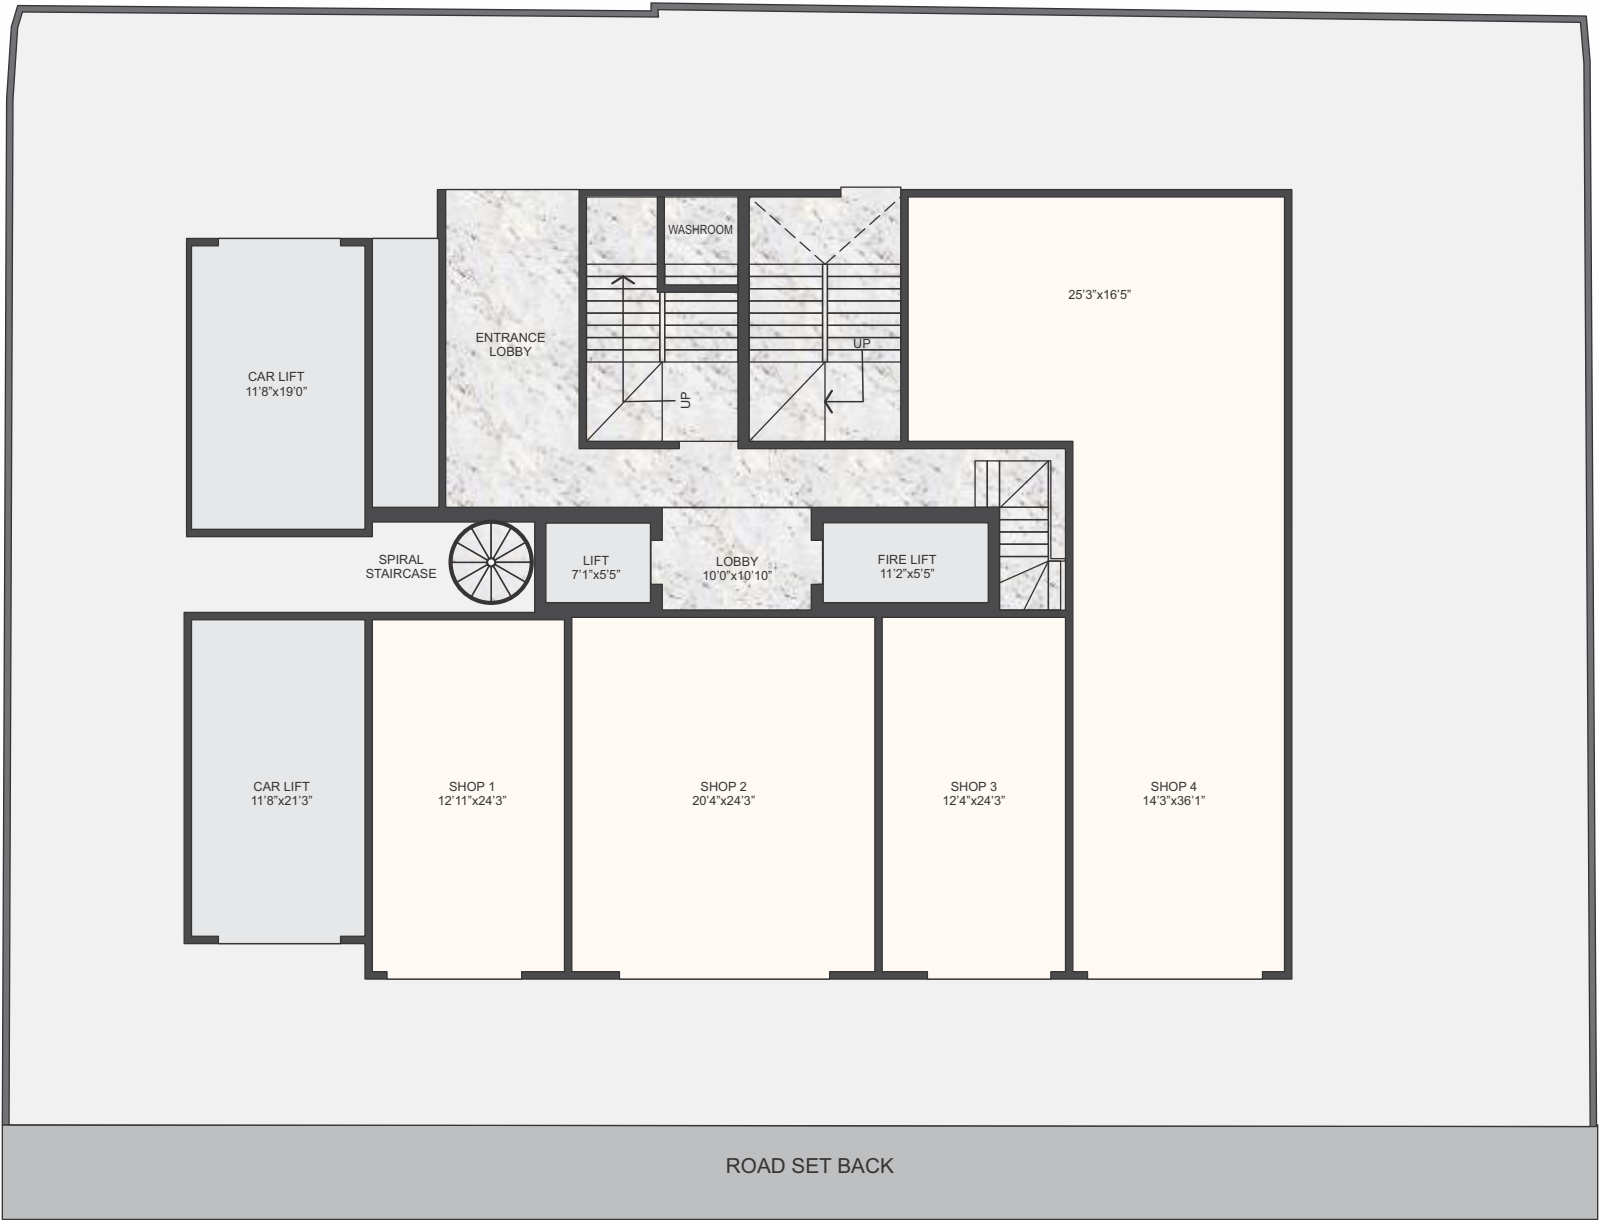 WASHROOM
25’3”x16’5”
ENTRANCE
LOBBY
UP
CAR LIFT
11’8”x19’0”
UP
SPIRAL
STAIRCASE
LIFT
7’1”x5’5”
LOBBY
10’0”x10’10”
FIRE LIFT
11’2”x5’5”
CAR LIFT
11’8”x21’3”
SHOP 1
12’11”x24’3”
SHOP 2
20’4”x24’3”
SHOP 3
12’4”x24’3”
SHOP 4
14’3”x36’1”
ROAD SET BACK